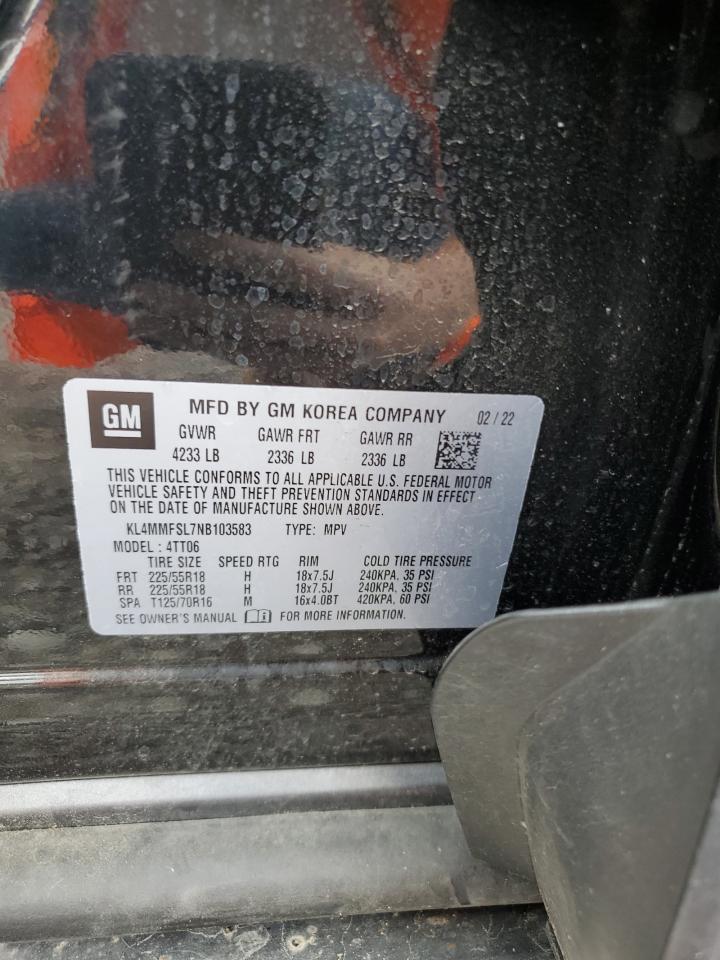 GM
MFD BY GM KOREA COMPANY 02 / 22
GVWR GAWR FRT GAWR RR
4233 LB 2336 LB 2336 LB
THIS VEHICLE CONFORMS TO ALL APPLICABLE U.S. FEDERAL MOTOR
VEHICLE SAFETY AND THEFT PREVENTION STANDARDS IN EFFECT
ON THE DATE OF MANUFACTURE SHOWN ABOVE.
KL4MMFSL7NB103583 TYPE: MPV
MODEL : 4TT06
TIRE SIZE SPEED RTG RIM COLD TIRE PRESSURE
FRT 225/55R18 H 18x7.5J 240KPA, 35 PSI
RR 225/55R18 H 18x7.5J 240KPA, 35 PSI
SPA T125/70R16 M 16x4.0BT 420KPA, 60 PSI
SEE OWNER'S MANUAL FOR MORE INFORMATION.